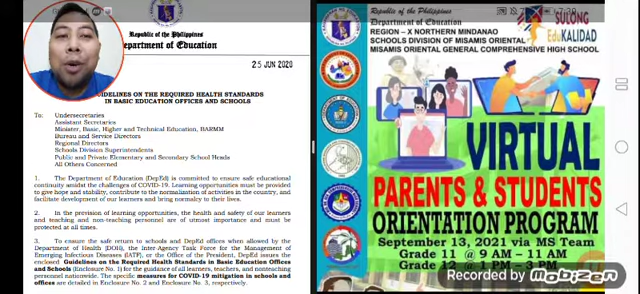 Republic of the Philippines
Department of Education
25 JUN 2020
GUIDELINES ON THE REQUIRED HEALTH STANDARDS
IN BASIC EDUCATION OFFICES AND SCHOOLS
To: Undersecretaries
Assistant Secretaries
Minister, Basic, Higher and Technical Education, BARMM
Bureau and Service Directors
Regional Directors
Schools Division Superintendents
Public and Private Elementary and Secondary School Heads
All Others Concerned
1. The Department of Education (DepEd) is committed to ensure safe educational
continuity amidst the challenges of COVID-19. Learning opportunities must be provided
to give hope and stability, contribute to the normalization of activities in the country, and
facilitate development of our learners and bring normality to their lives.
2. In the provision of learning opportunities, the health and safety of our learners
and teaching and non-teaching personnel are of utmost importance and must be
protected at all times.
3. To ensure the safe return to schools and DepEd offices when allowed by the
Department of Health (DOH), the Inter-Agency Task Force for the Management of
Emerging Infectious Diseases (IATF), or the Office of the President, DepEd issues the
enclosed Guidelines on the Required Health Standards in Basic Education Offices
and Schools (Enclosure No. 1) for the guidance of all learners, teachers, and nonteaching
personnel nationwide. The specific measures for COVID-19 mitigation in schools and
offices are detailed in Enclosure No. 2 and Enclosure No. 3, respectively.
Republic of the Philippines
Department of Education
REGION – X NORTHERN MINDANAO
SCHOOLS DIVISION OF MISAMIS ORIENTAL
MISAMIS ORIENTAL GENERAL COMPREHENSIVE HIGH SCHOOL
SULONG
EduKALIDAD
VIRTUAL
PARENTS & STUDENTS
ORIENTATION PROGRAM
September 13, 2021 via MS Team
Grade 11 @ 9AM – 11 AM
Grade 12 @ 1 PM – 3 PM
Recorded by
Mobizen